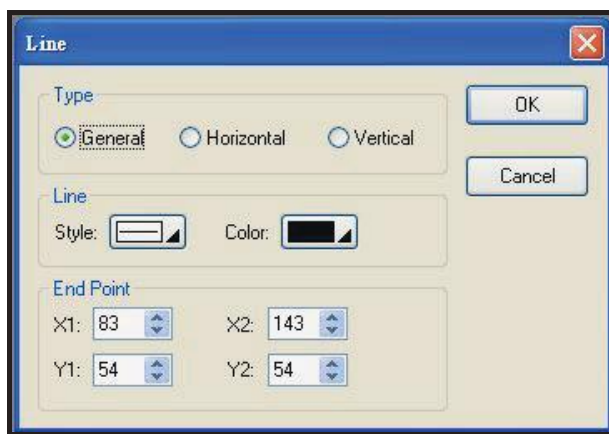 Line
Type
General Horizontal Vertical
OK
Cancel
Line
Style: Color:
End Point
X1: 83 X2: 143
Y1: 54 Y2: 54